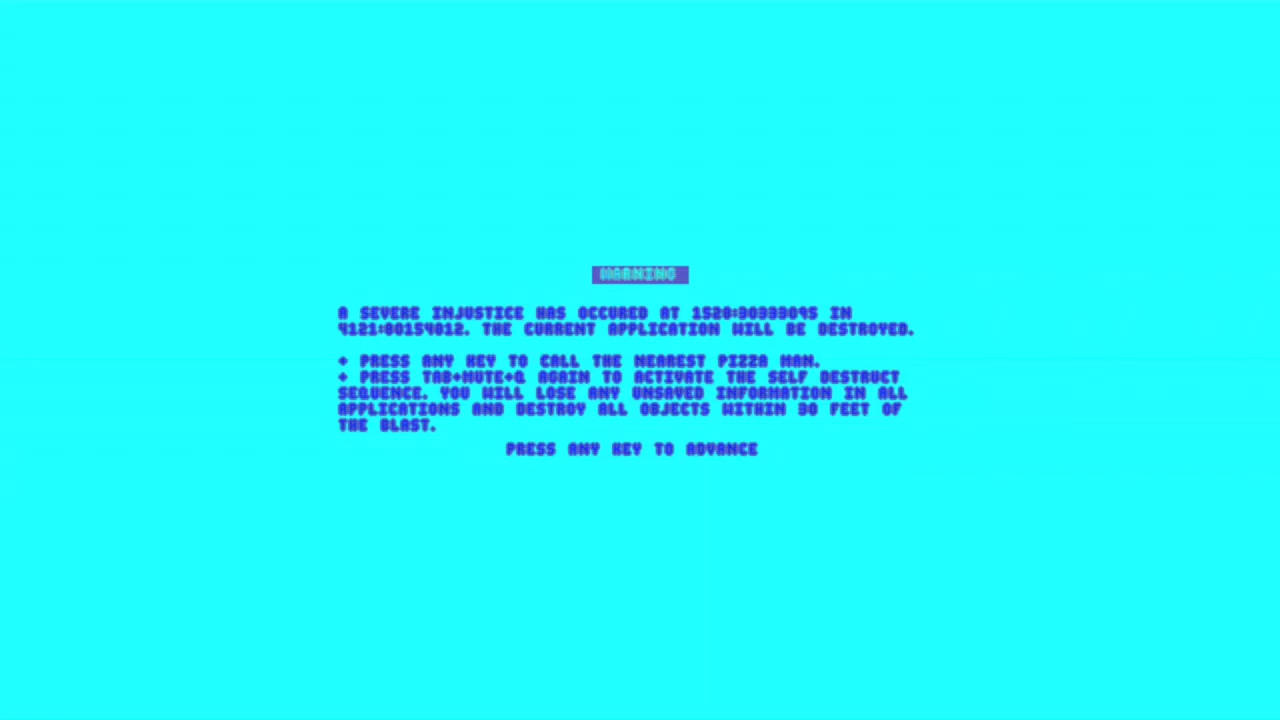 WARNING
A SEVERE INJUSTICE HAS OCCURED AT 1528:30333095 IN
4121:00154012. THE CURRENT APPLICATION WILL BE DESTROYED.
+ PRESS ANY KEY TO CALL THE NEAREST PIZZA MAN.
+ PRESS TAB+MUTE+Q AGAIN TO ACTIVATE THE SELF DESTRUCT
SEQUENCE. YOU WILL LOSE ANY UNSAVED INFORMATION IN ALL
APPLICATIONS AND DESTROY ALL OBJECTS WITHIN 30 FEET OF
THE BLAST.
PRESS ANY KEY TO ADVANCE